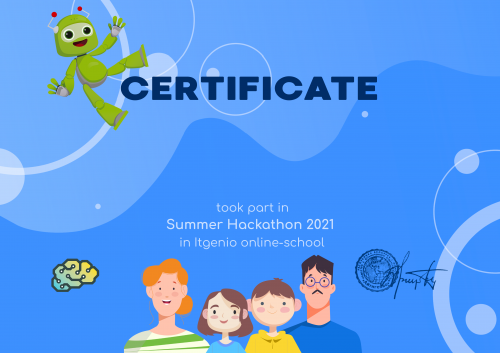 CERTIFICATE
took part in
Summer Hackathon 2021
in Itgenio online-school